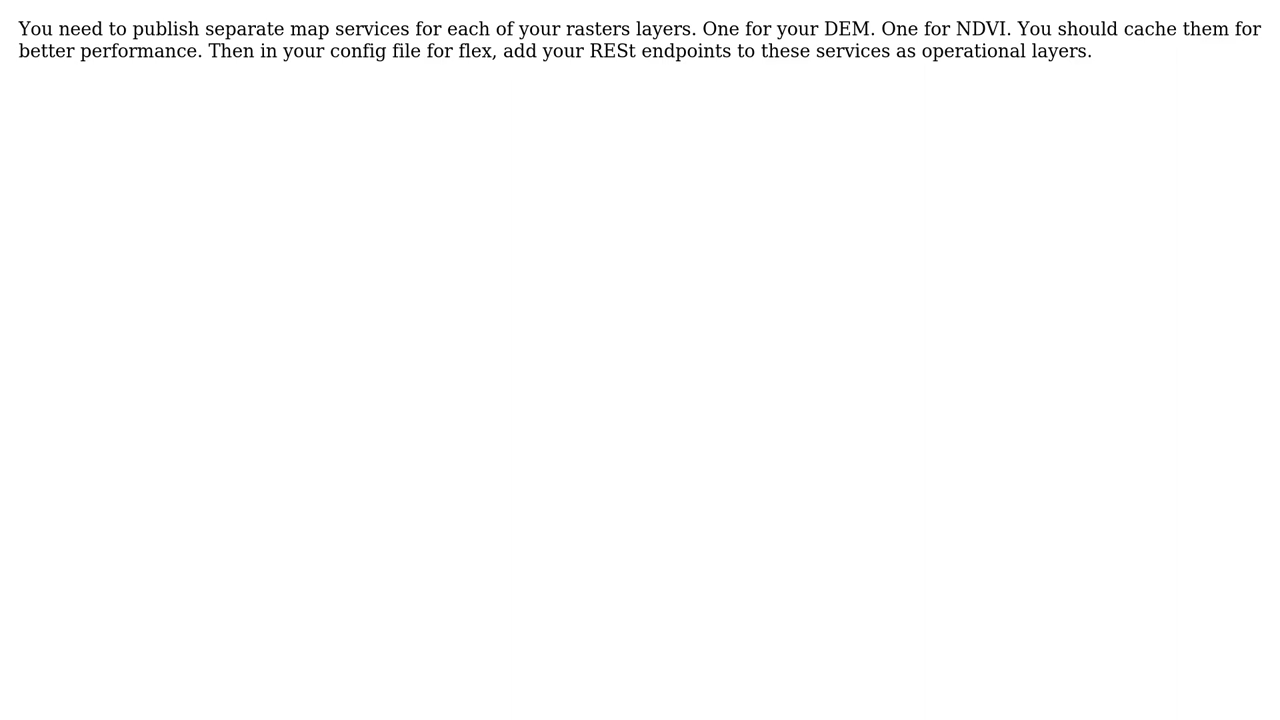 You need to publish separate map services for each of your rasters layers. One for your DEM. One for NDVI. You should cache them for
better performance. Then in your config file for flex, add your RESt endpoints to these services as operational layers.